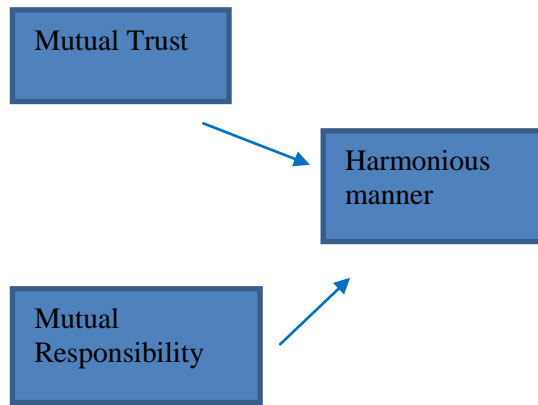 Mutual Trust
Harmonious
manner
Mutual
Responsibility